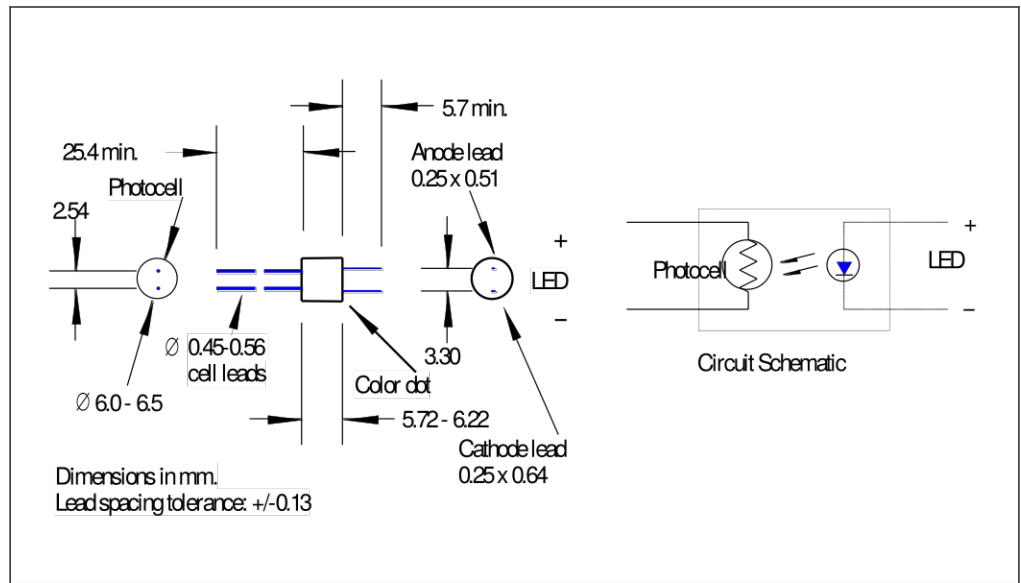 5.7 min.
25.4 min.
Anode lead
0.25 x 0.51
Photocell
2.54
+
LED
–
3.30
Ø 0.45-0.56
cell leads
Color dot
Ø 6.0 - 6.5
5.72 - 6.22
Cathode lead
0.25 x 0.64
Dimensions in mm.
Lead spacing tolerance: +/-0.13
+
Photocell
LED
–
Circuit Schematic